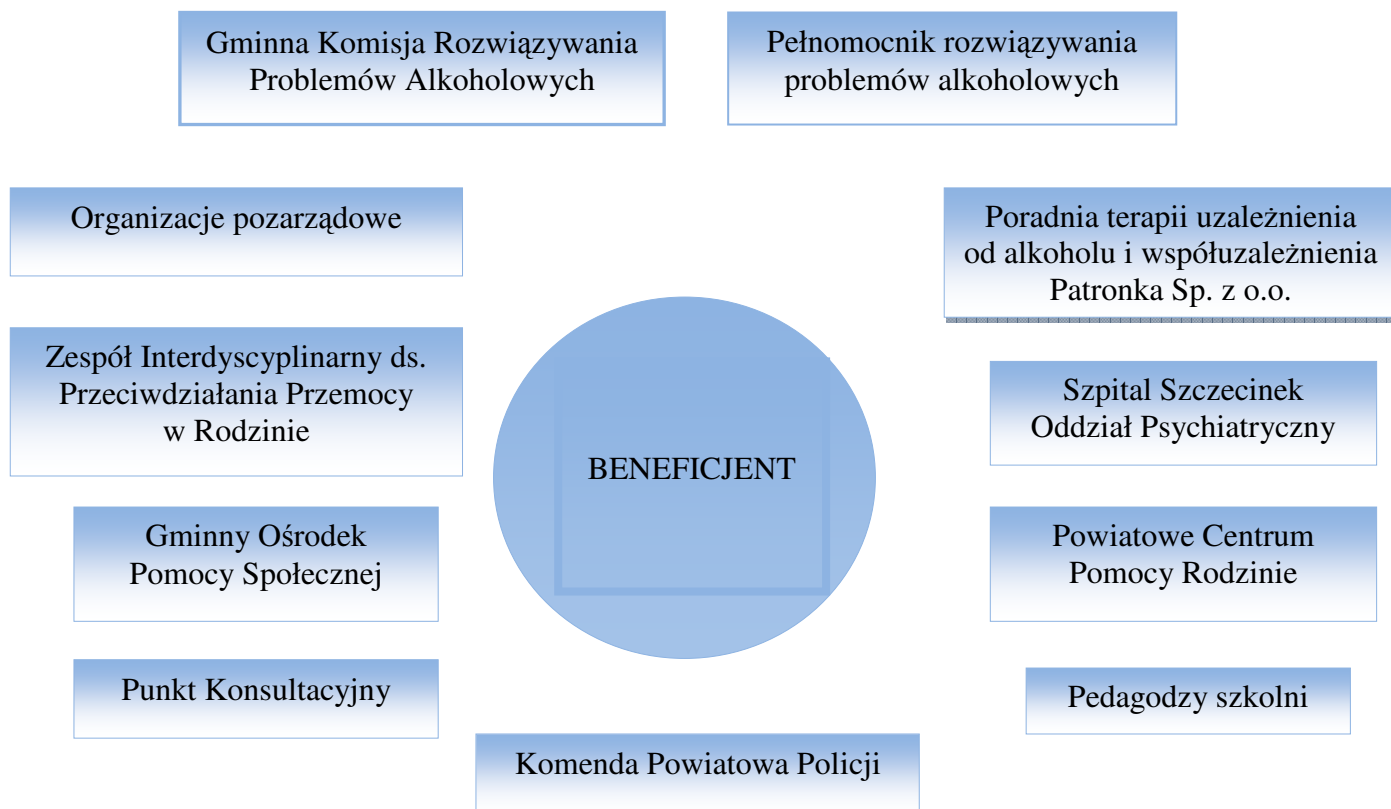 Gminna Komisja Rozwiązywania
Problemów Alkoholowych
Pełnomocnik rozwiązywania
problemów alkoholowych
Organizacje pozarządowe
Poradnia terapii uzależnienia
od alkoholu i współuzależnienia
Patronka Sp. z o.o.
Zespół Interdyscyplinarny ds.
Przeciwdziałania Przemocy
w Rodzinie
Szpital Szczecinek
Oddział Psychiatryczny
BENEFICJENT
Gminny Ośrodek
Pomocy Społecznej
Powiatowe Centrum
Pomocy Rodzinie
Punkt Konsultacyjny
Pedagodzy szkolni
Komenda Powiatowa Policji